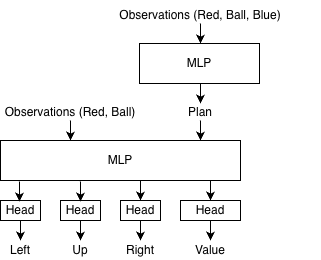 Observations (Red, Ball, Blue)
MLP
Observations (Red, Ball)
Plan
MLP
Head
Head
Head
Head
Left
Up
Right
Value